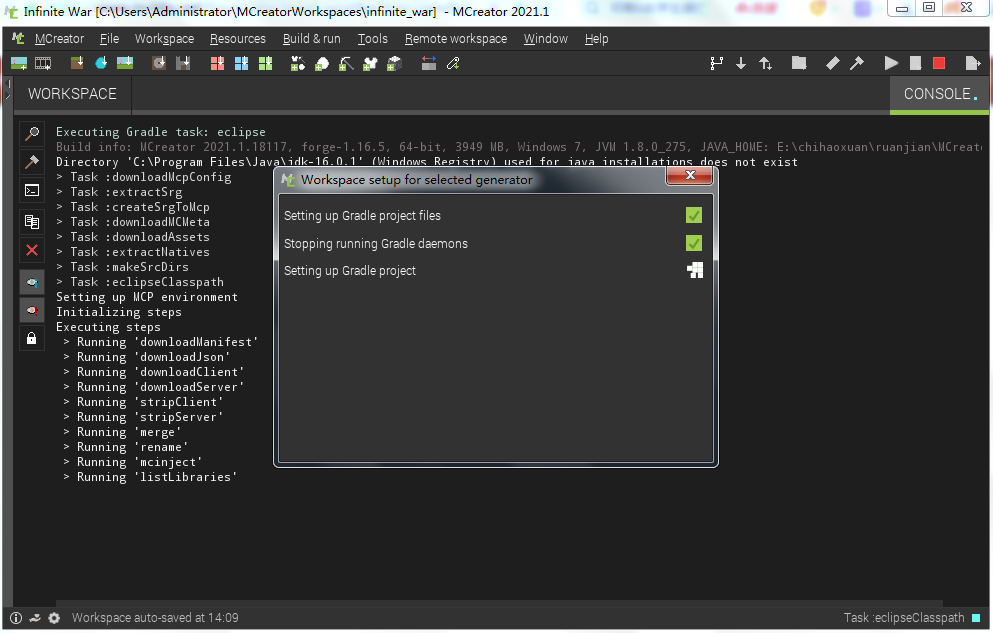 Infinite War [C:\Users\Administrator\MCreatorWorkspaces\infinite_war] - MCreator 2021.1
MCreator File Workspace Resources Build & run Tools Remote workspace Window Help
WORKSPACE
CONSOLE
Executing Gradle task: eclipse
Build info: MCreator 2021.1.18117, forge-1.16.5, 64-bit, 3949 MB, Windows 7, JVM 1.8.0_275, JAVA_HOME: E:\chihaoxuan\ruanjian\MCreato
Directory 'C:\Program Files\Java\jdk-16.0.1' (Windows Registry) used for java installations does not exist
> Task :downloadMcpConfig
> Task :extractSrg
> Task :createSrgToMcp
> Task :downloadMCMeta
> Task :downloadAssets
> Task :extractNatives
> Task :makeSrcDirs
> Task :eclipseClasspath
Setting up MCP environment
Initializing steps
Executing steps
> Running 'downloadManifest'
> Running 'downloadJson'
> Running 'downloadClient'
> Running 'downloadServer'
> Running 'stripClient'
> Running 'stripServer'
> Running 'merge'
> Running 'rename'
> Running 'mcinject'
> Running 'listLibraries'
Workspace setup for selected generator
Setting up Gradle project files
Stopping running Gradle daemons
Setting up Gradle project
Workspace auto-saved at 14:09
Task :eclipseClasspath